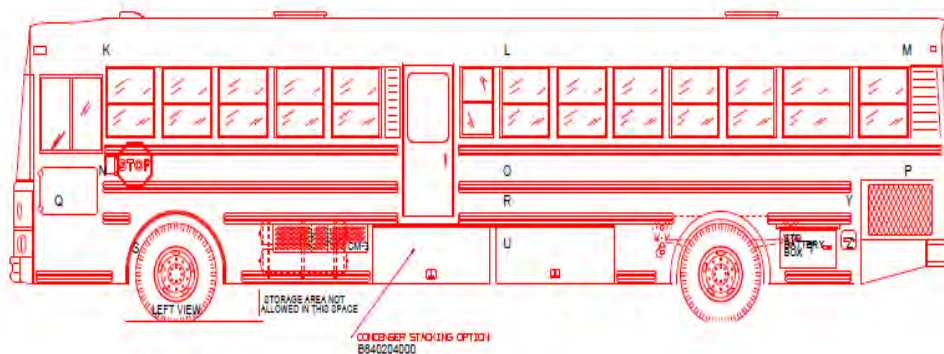 K L M
STOP
N O P
Q R Y
S U Z
CM-3
W-V
STD
BATTERY
BOX
LEFT VIEW
STORAGE AREA NOT
ALLOWED IN THIS SPACE
CONDENSER STACKING OPTION
B840204000